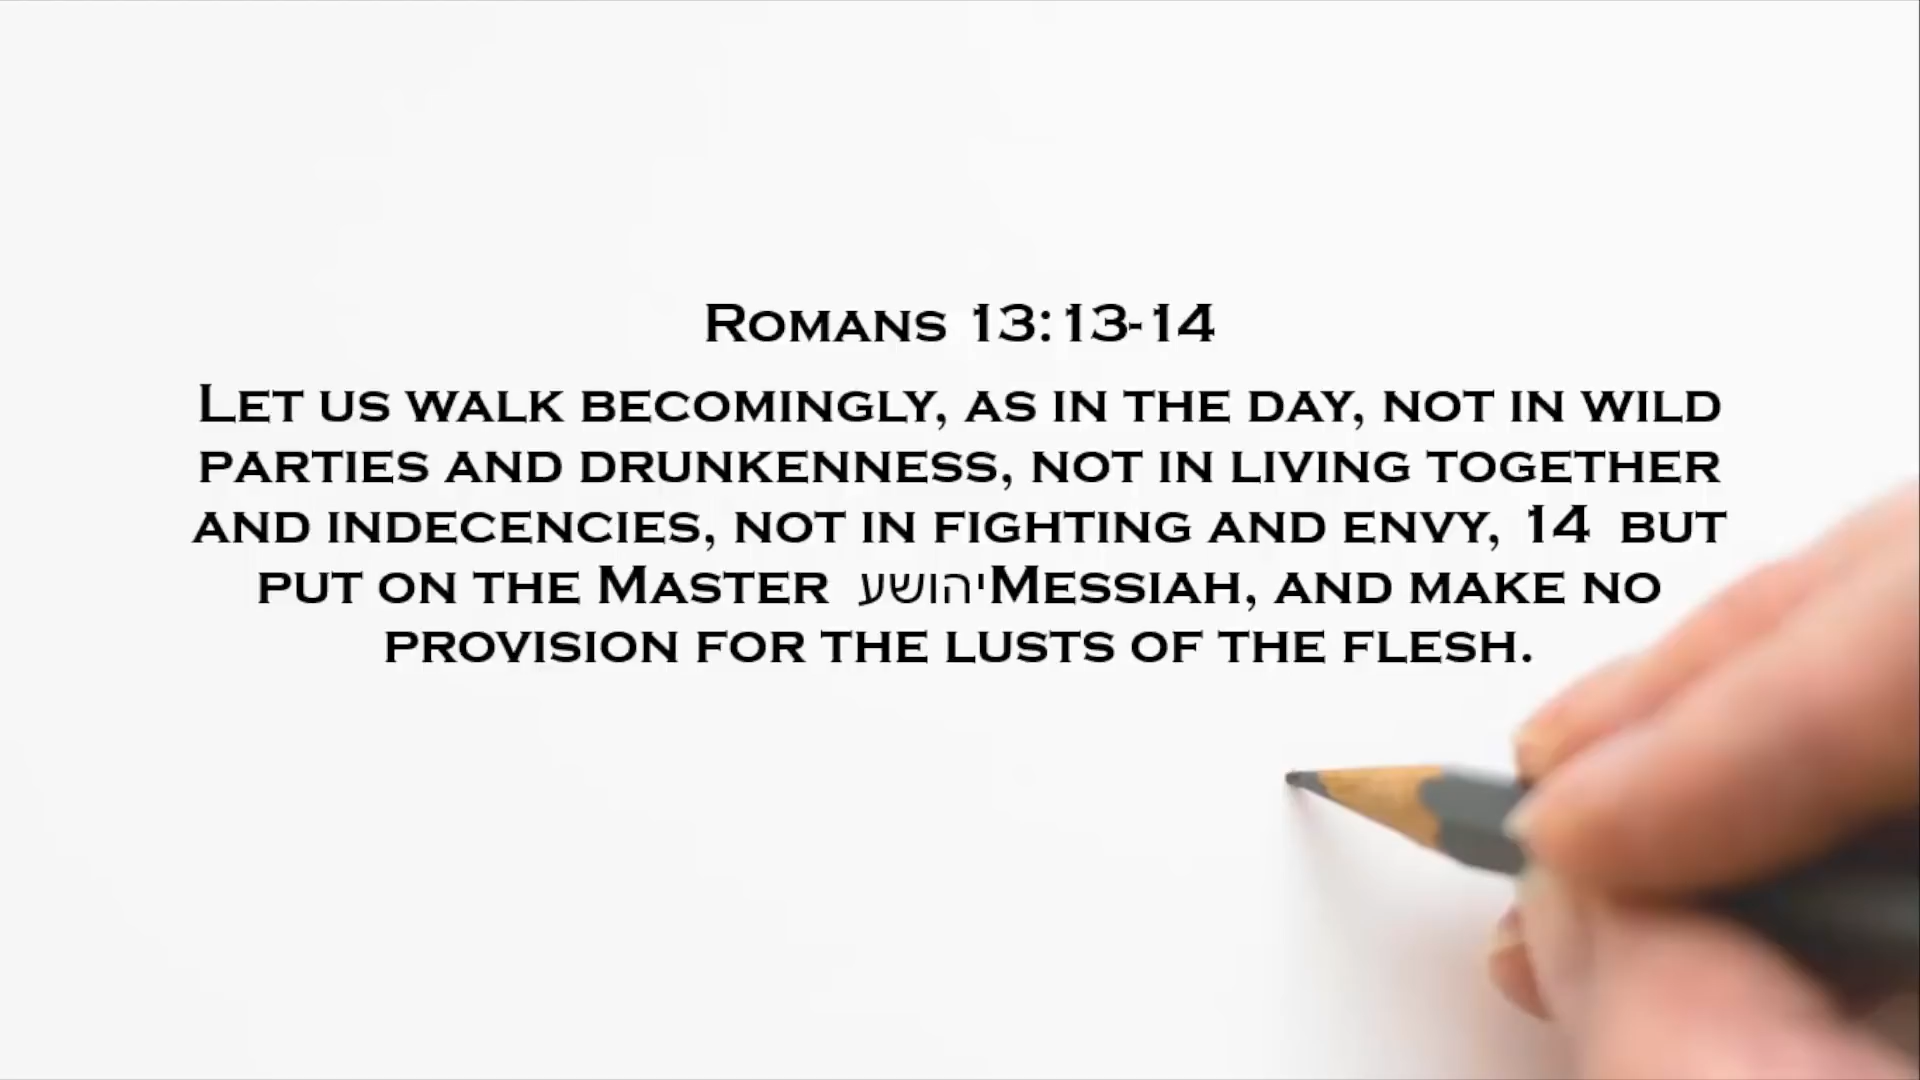 Romans 13:13-14
Let us walk becomingly, as in the day, not in wild
parties and drunkenness, not in living together
and indecencies, not in fighting and envy, 14 but
put on the Master יהושע Messiah, and make no
provision for the lusts of the flesh.